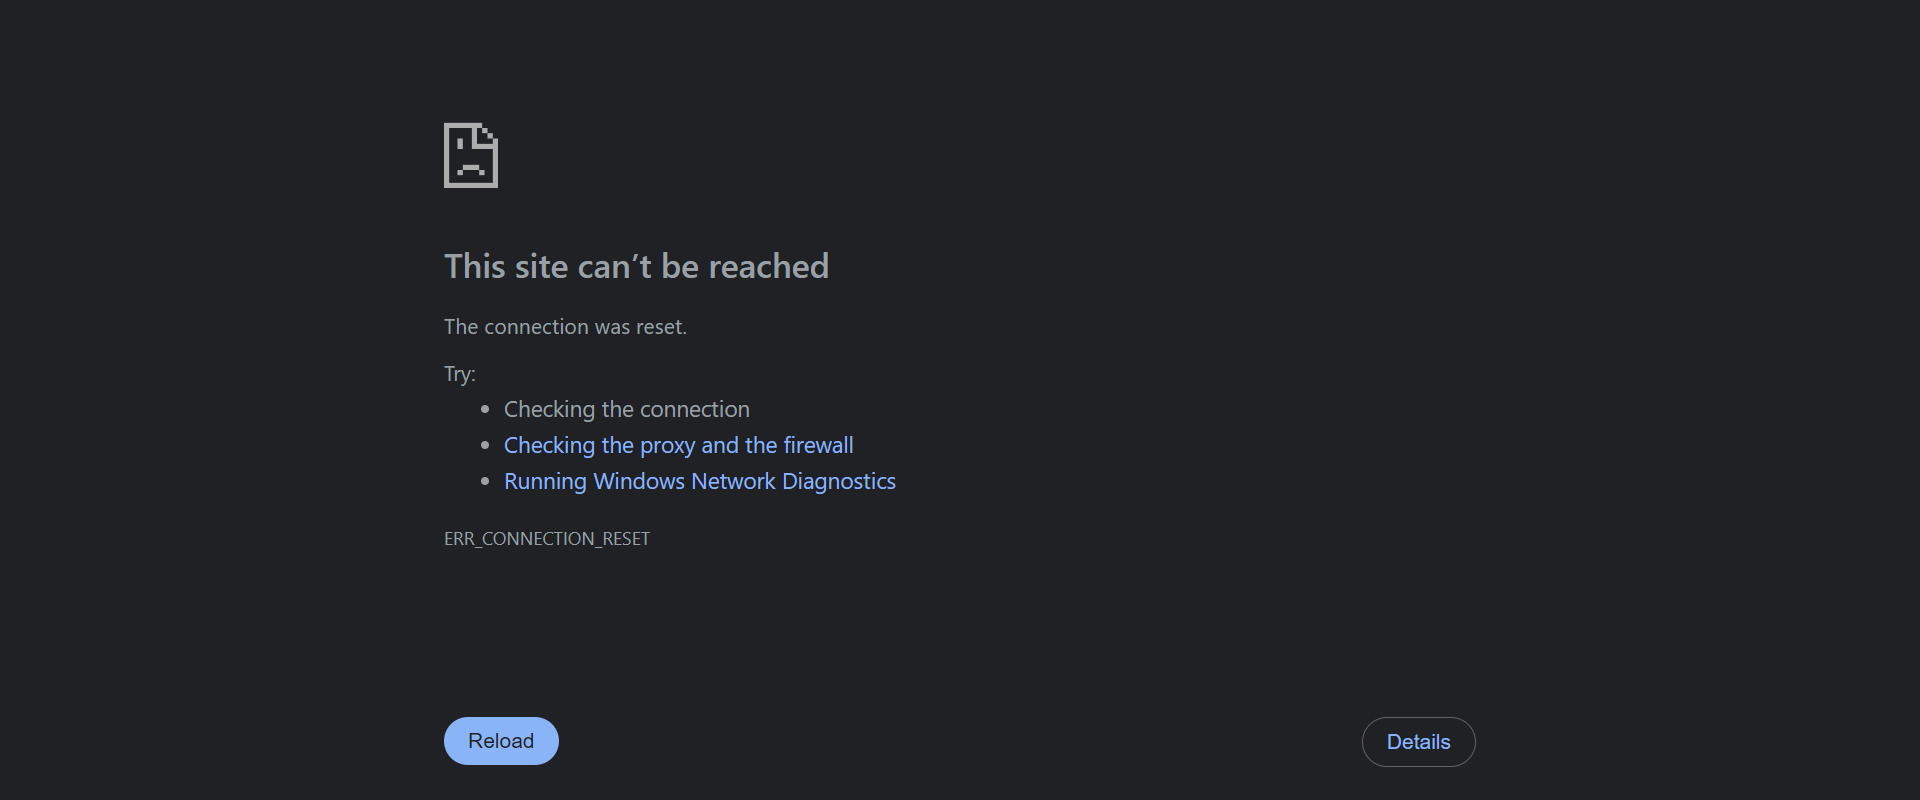 This site can’t be reached
The connection was reset.
Try:
Checking the connection
Checking the proxy and the firewall
Running Windows Network Diagnostics
ERR_CONNECTION_RESET
Reload
Details